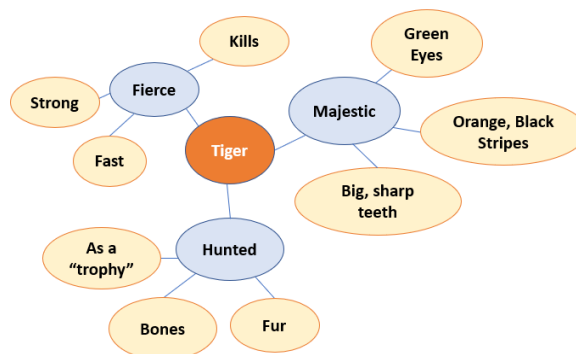 Kills
Green
Eyes
Fierce
Strong
Majestic
Orange, Black
Stripes
Tiger
Fast
Big, sharp
teeth
As a
“trophy”
Hunted
Bones
Fur